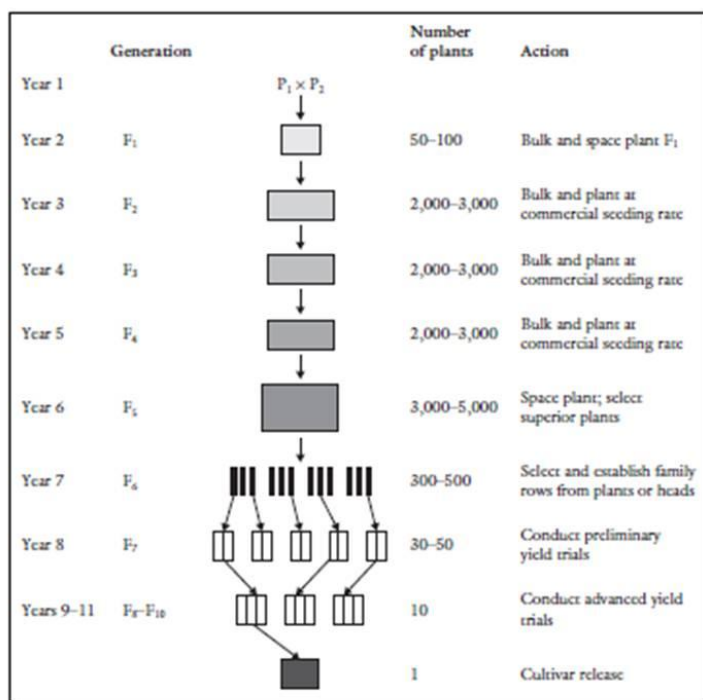 Generation
Number
of plants
Action
Year 1
P₁ × P₂
Year 2
F₁
50–100
Bulk and space plant F₁
Year 3
F₂
2,000–3,000
Bulk and plant at
commercial seeding rate
Year 4
F₃
2,000–3,000
Bulk and plant at
commercial seeding rate
Year 5
F₄
2,000–3,000
Bulk and plant at
commercial seeding rate
Year 6
F₅
3,000–5,000
Space plant; select
superior plants
Year 7
F₆
300–500
Select and establish family
rows from plants or heads
Year 8
F₇
30–50
Conduct preliminary
yield trials
Years 9–11
F₈–F₁₀
10
Conduct advanced yield
trials
1
Cultivar release